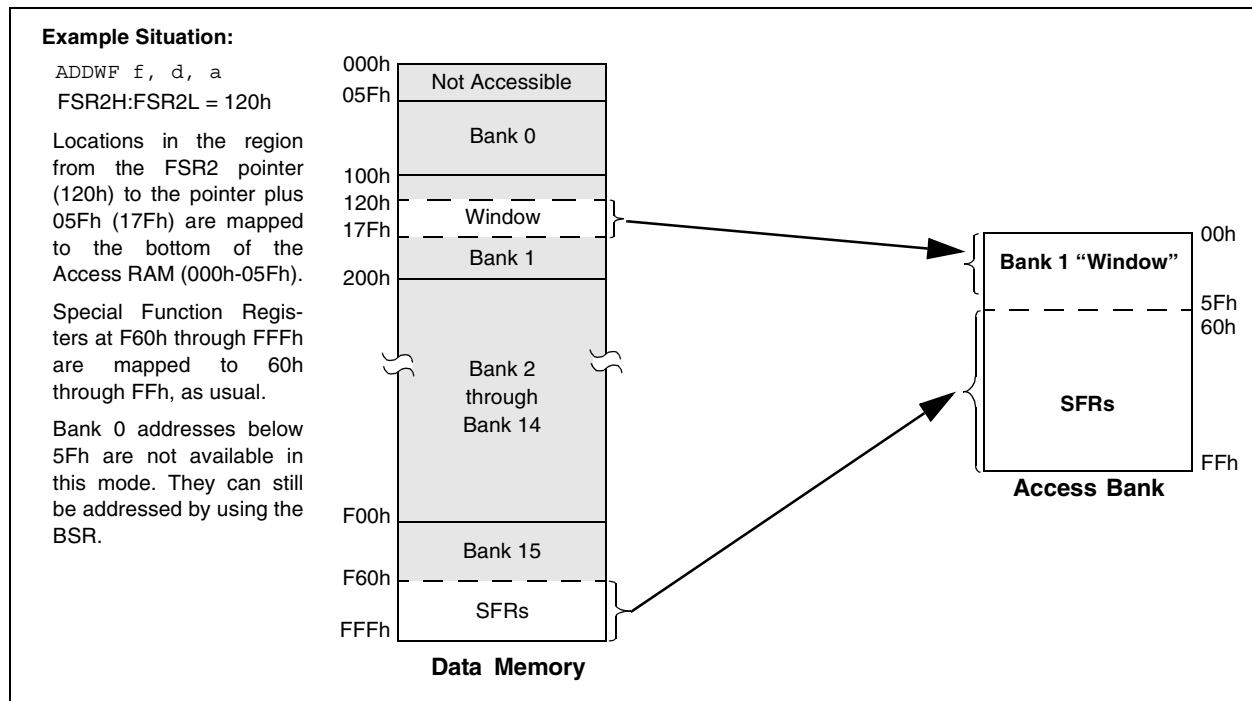 Example Situation:
ADDWF f, d, a
FSR2H:FSR2L = 120h
Locations in the region
from the FSR2 pointer
(120h) to the pointer plus
05Fh (17Fh) are mapped
to the bottom of the
Access RAM (000h-05Fh).
Special Function Regis-
ters at F60h through FFFh
are mapped to 60h
through FFh, as usual.
Bank 0 addresses below
5Fh are not available in
this mode. They can still
be addressed by using the
BSR.
000h
Not Accessible
05Fh
Bank 0
100h
120h
Window
17Fh
Bank 1
200h
Bank 2
through
Bank 14
F00h
Bank 15
F60h
SFRs
FFFh
Data Memory
00h
Bank 1 “Window”
5Fh
60h
SFRs
FFh
Access Bank